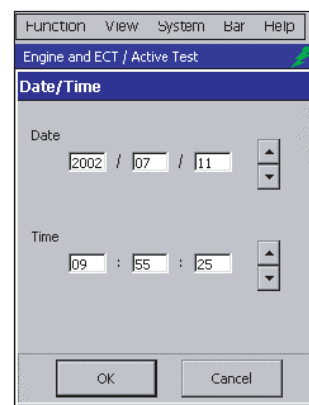 Function View System Bar Help
Engine and ECT / Active Test
Date/Time
Date
2002 / 07 / 11
Time
09 : 55 : 25
OK Cancel